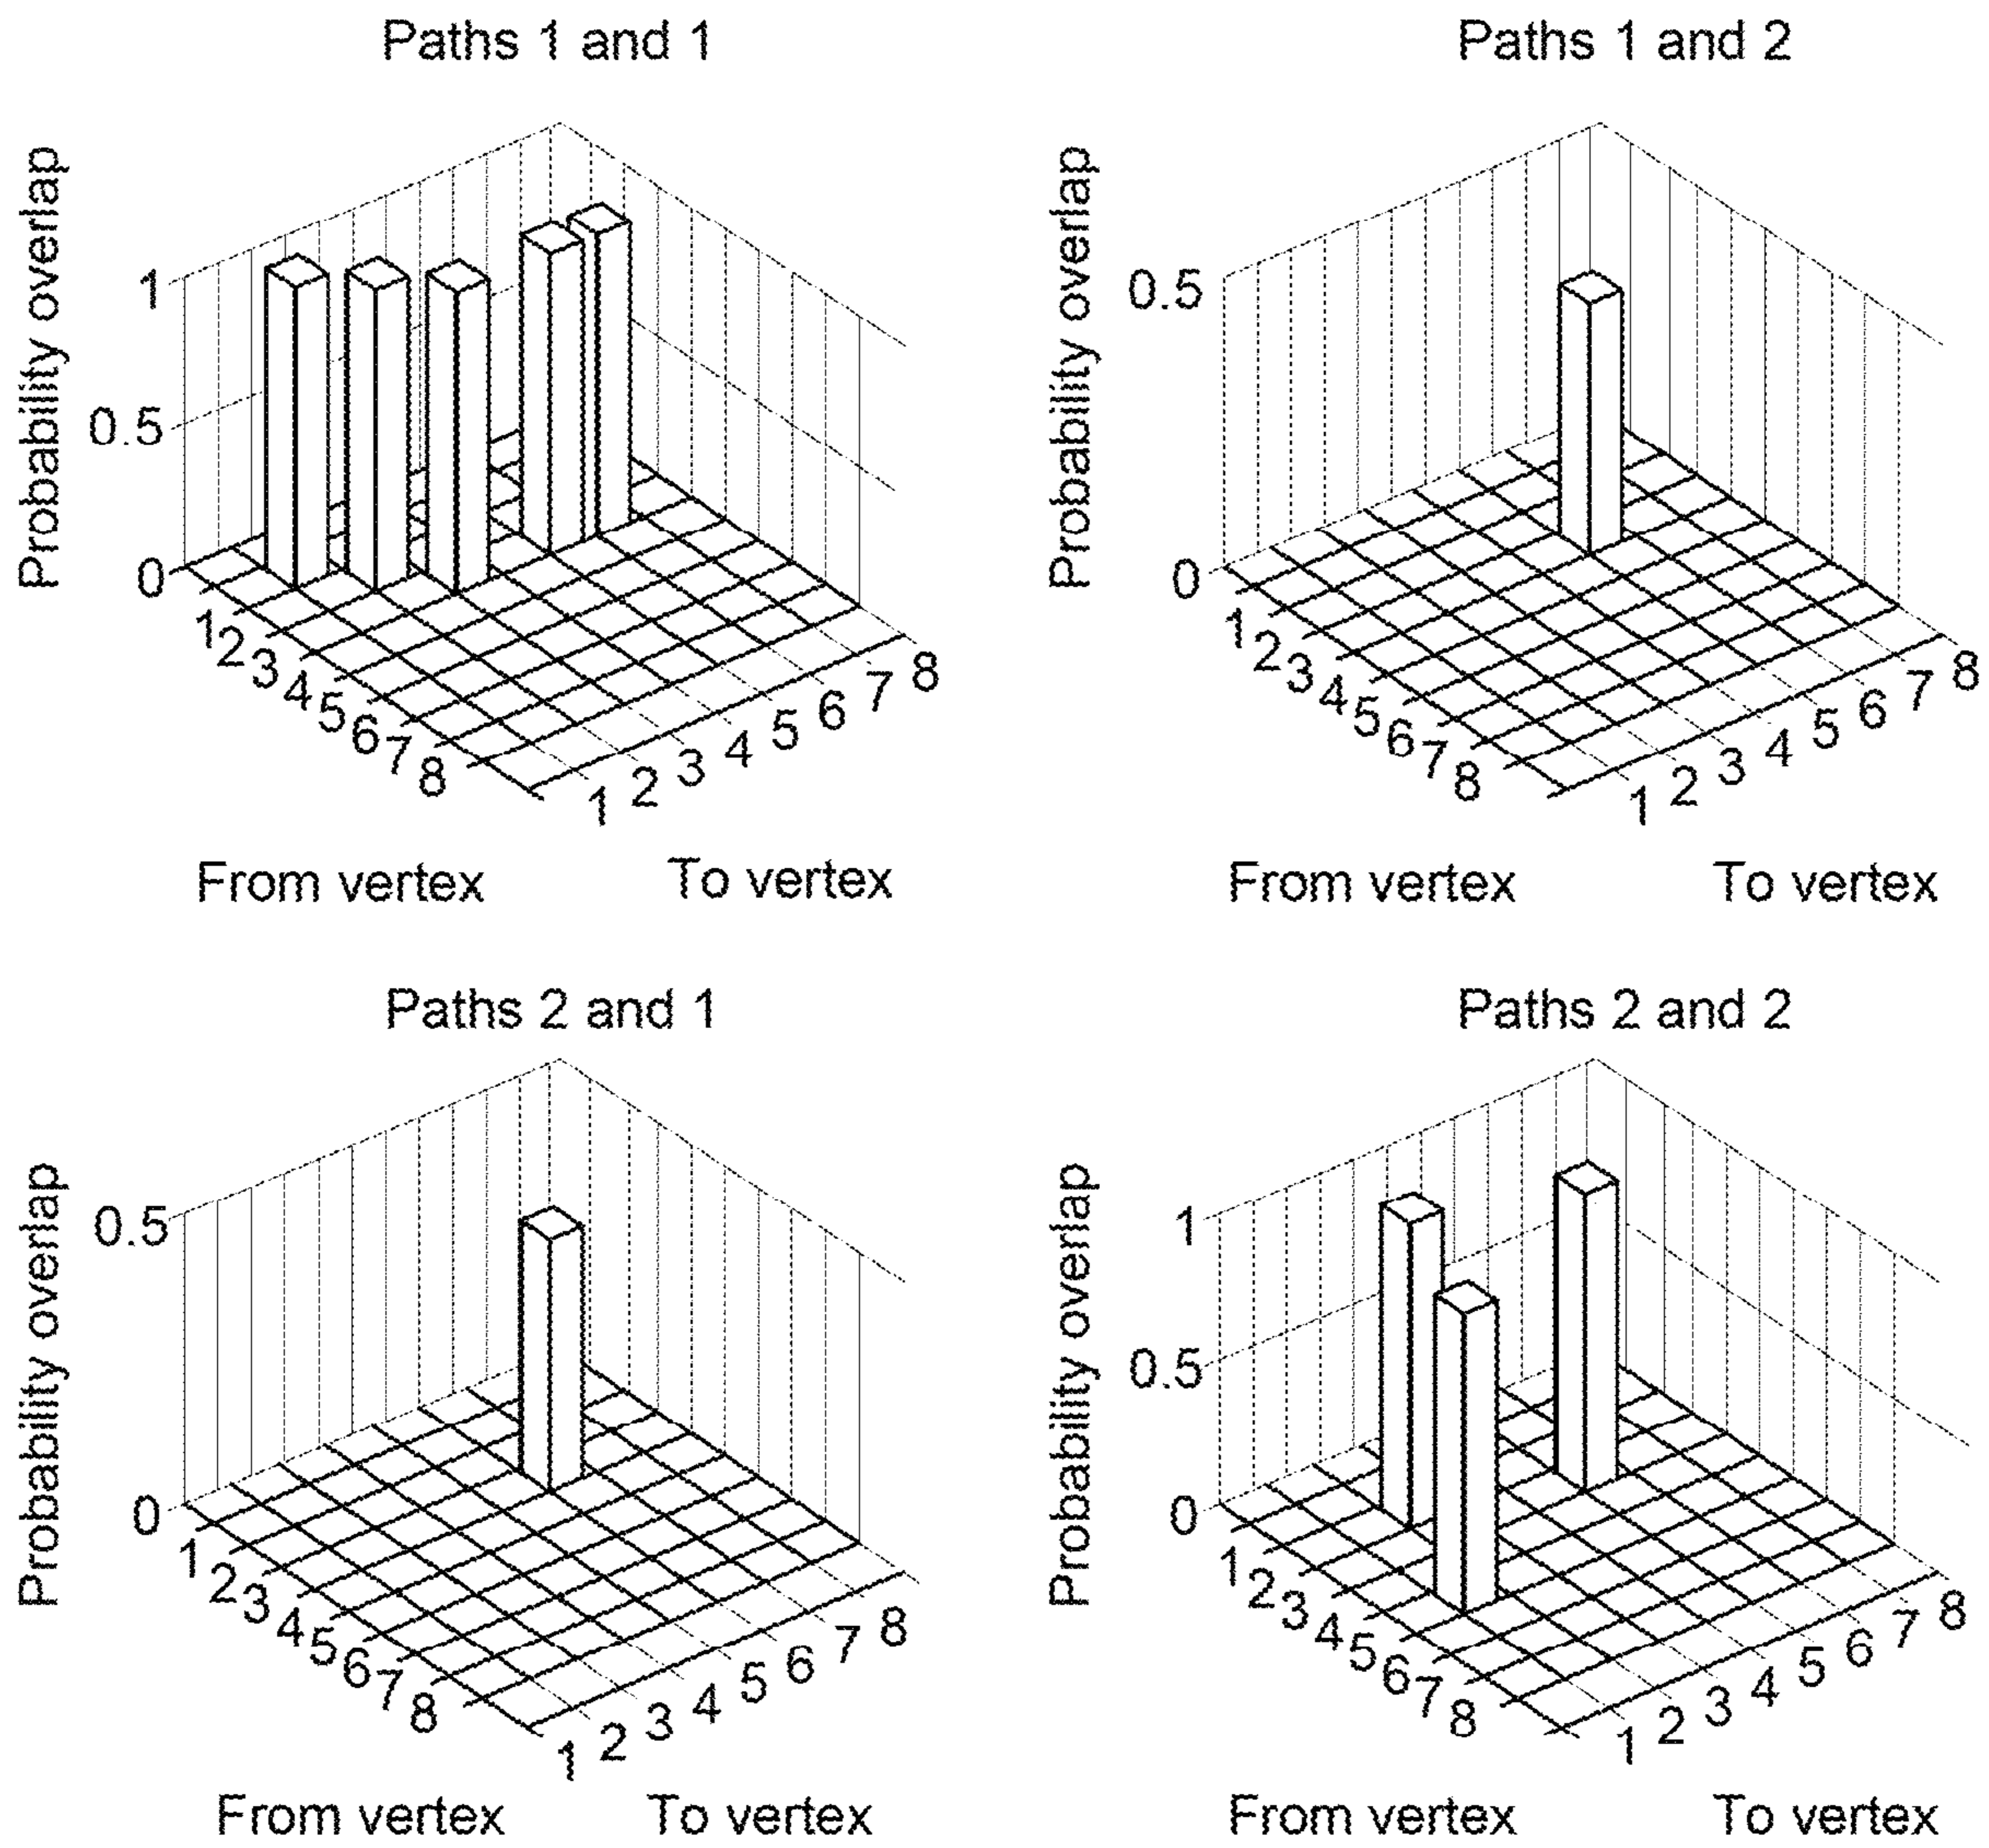 Paths 1 and 1
Probability overlap
1
0.5
0
1 2 3 4 5 6 7 8
1 2 3 4 5 6 7 8
From vertex
To vertex
Paths 1 and 2
Probability overlap
0.5
0
1 2 3 4 5 6 7 8
1 2 3 4 5 6 7 8
From vertex
To vertex
Paths 2 and 1
Probability overlap
0.5
0
1 2 3 4 5 6 7 8
1 2 3 4 5 6 7 8
From vertex
To vertex
Paths 2 and 2
Probability overlap
1
0.5
0
1 2 3 4 5 6 7 8
1 2 3 4 5 6 7 8
From vertex
To vertex